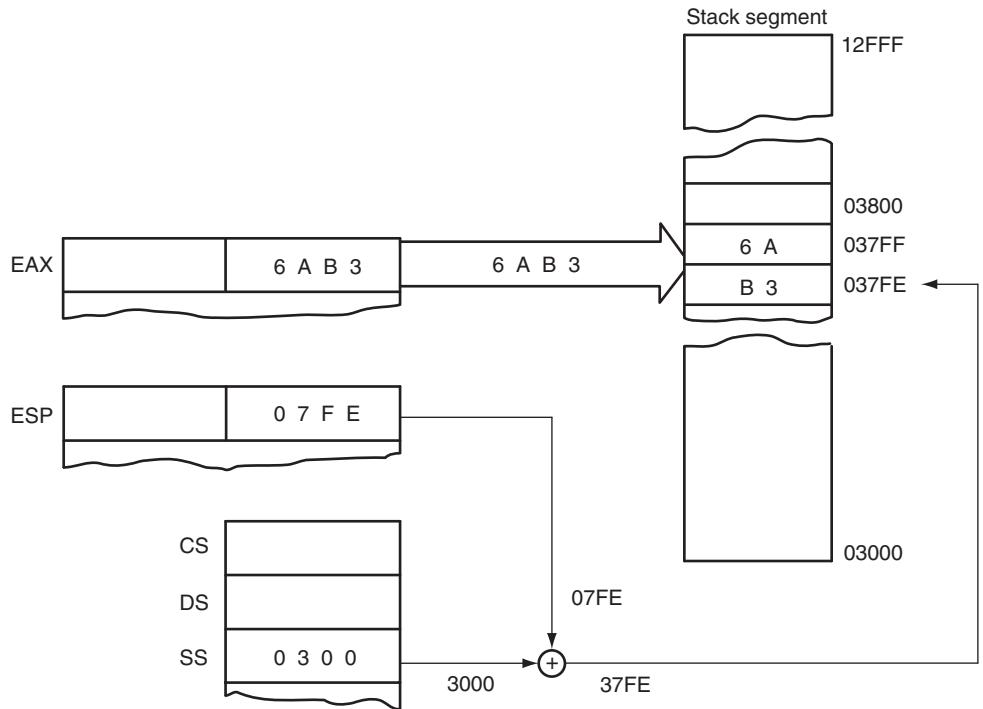 Stack segment
12FFF
03800
EAX
6 A B 3
6 A B 3
6 A
037FF
B 3
037FE
ESP
0 7 F E
03000
CS
DS
07FE
SS
0 3 0 0
3000
+
37FE